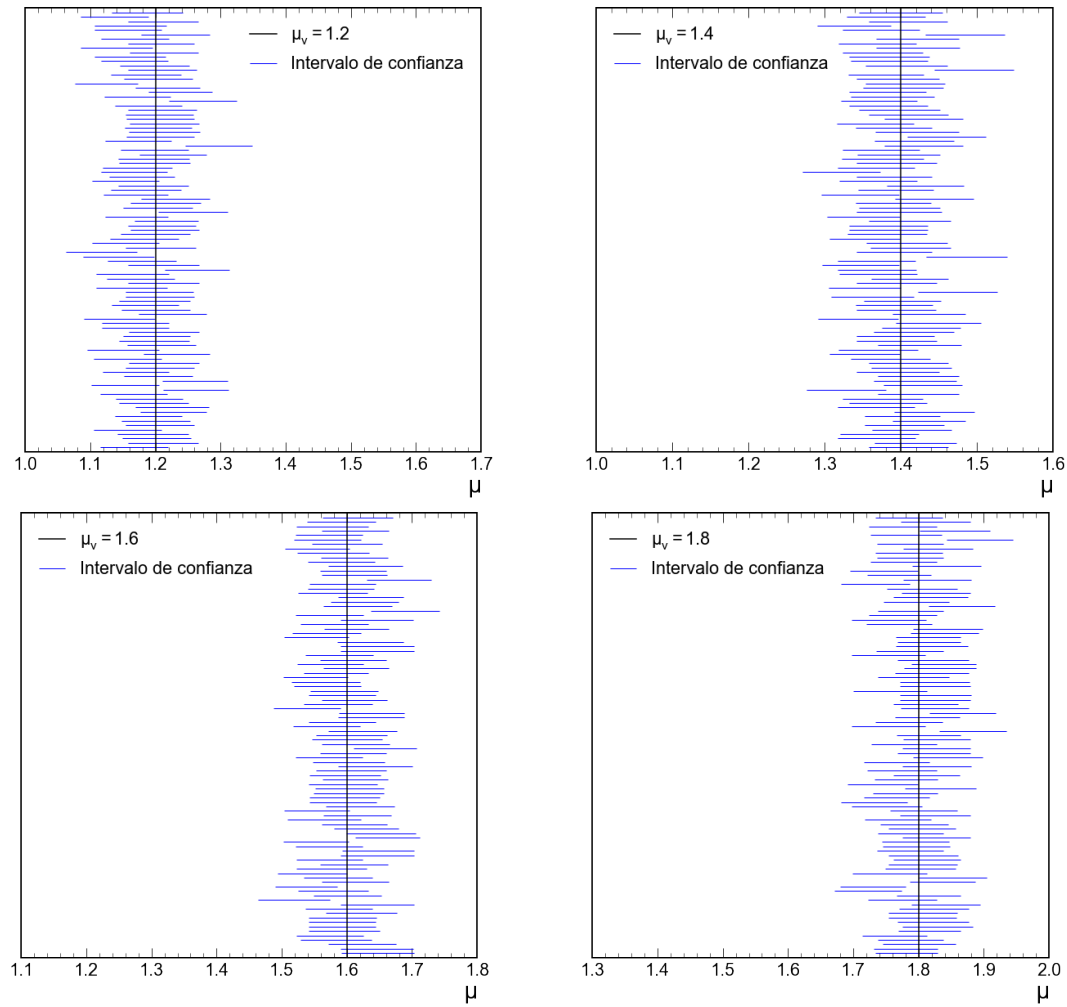 μv = 1.2
Intervalo de confianza
1.0 1.1 1.2 1.3 1.4 1.5 1.6 1.7
μ
μv = 1.4
Intervalo de confianza
1.0 1.1 1.2 1.3 1.4 1.5 1.6
μ
μv = 1.6
Intervalo de confianza
1.1 1.2 1.3 1.4 1.5 1.6 1.7 1.8
μ
μv = 1.8
Intervalo de confianza
1.3 1.4 1.5 1.6 1.7 1.8 1.9 2.0
μ